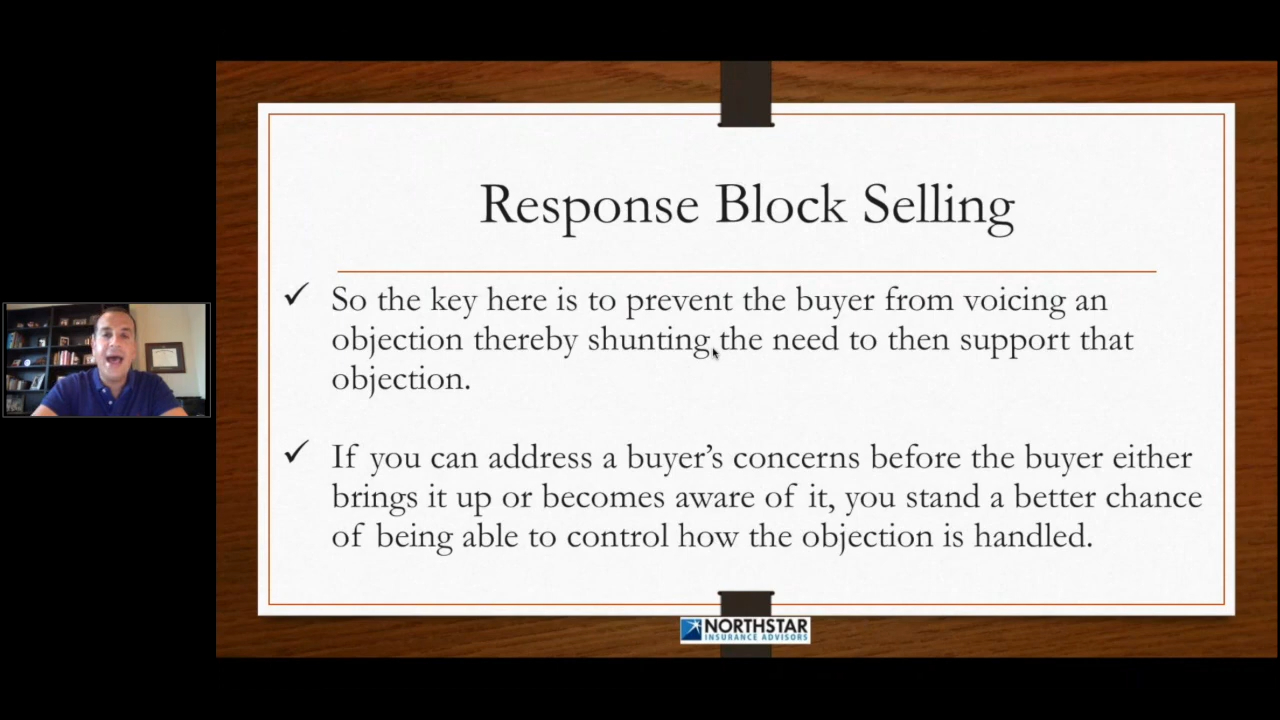 Response Block Selling
✓ So the key here is to prevent the buyer from voicing an
objection thereby shunting the need to then support that
objection.
✓ If you can address a buyer’s concerns before the buyer either
brings it up or becomes aware of it, you stand a better chance
of being able to control how the objection is handled.
NORTHSTAR
INSURANCE ADVISORS